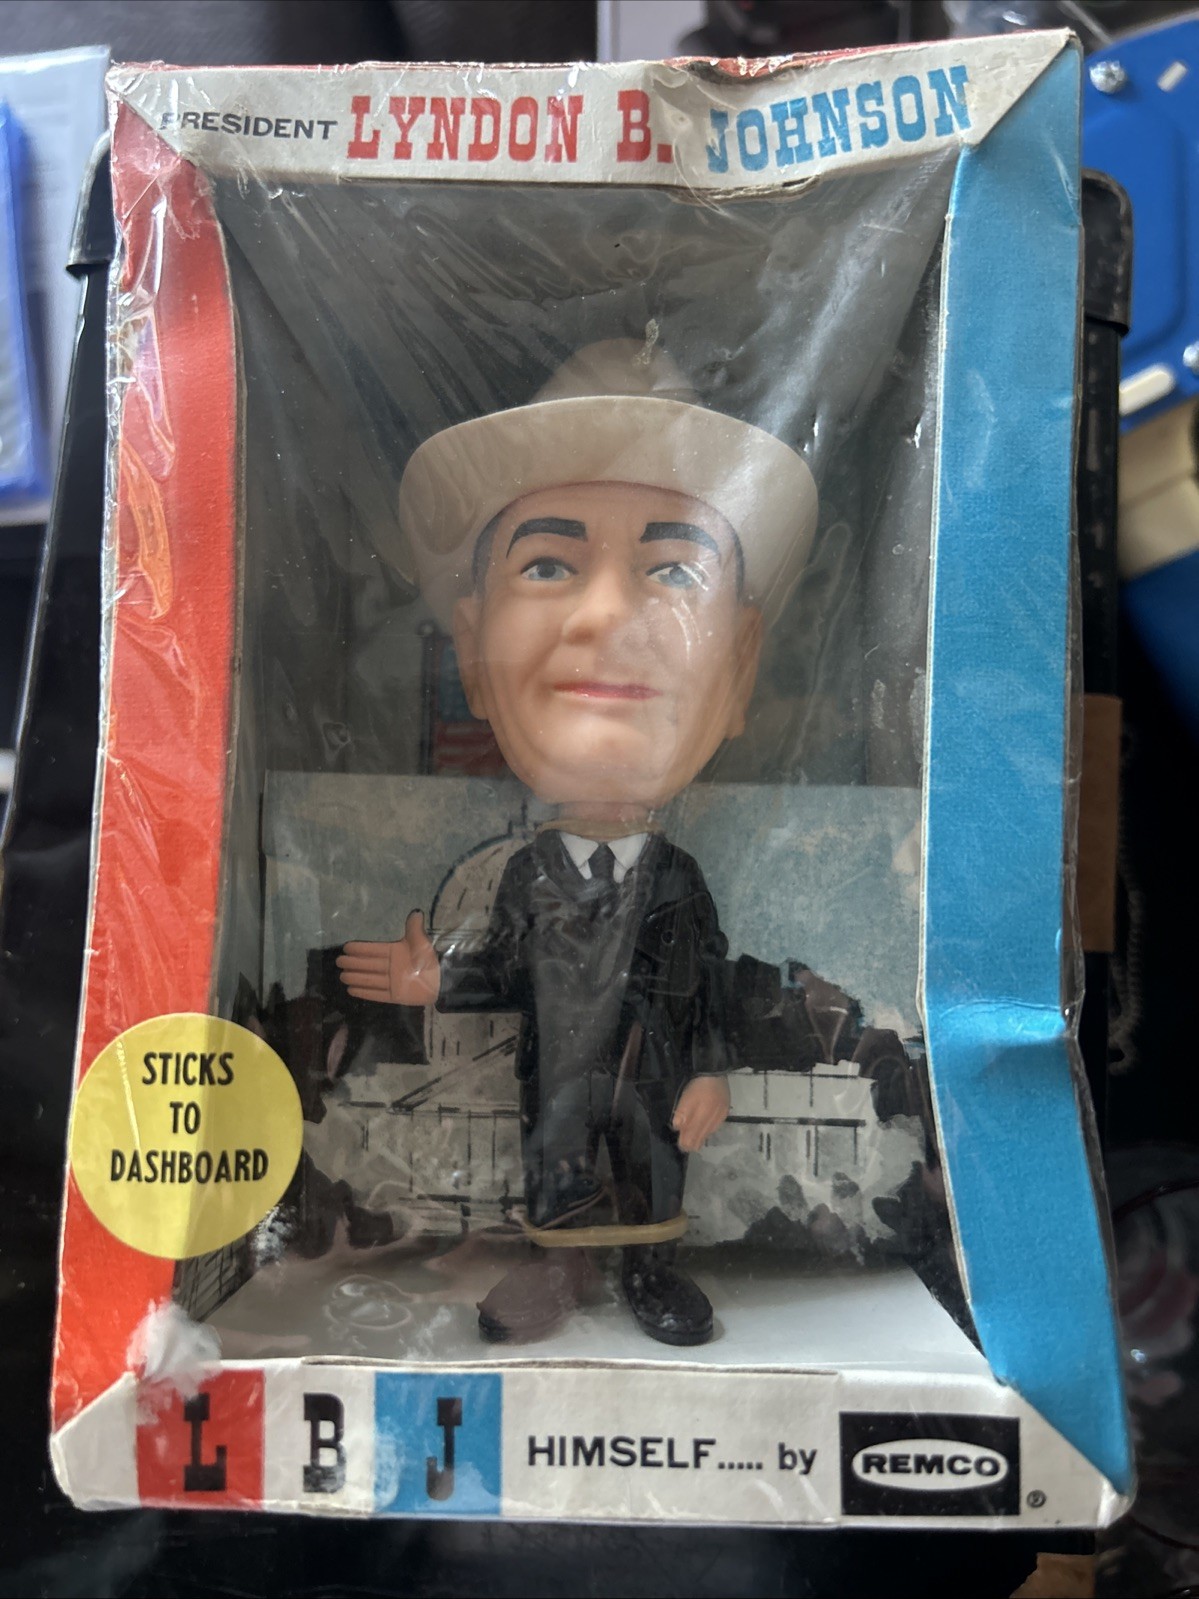 PRESIDENT LYNDON B. JOHNSON
STICKS
TO
DASHBOARD
L B J HIMSELF..... by REMCO ®